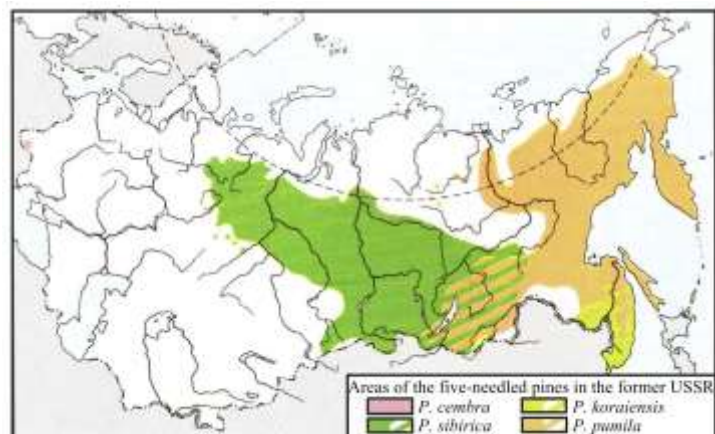 Areas of the five-needled pines in the former USSR
P. cembra
P. koraiensis
P. sibirica
P. pumila